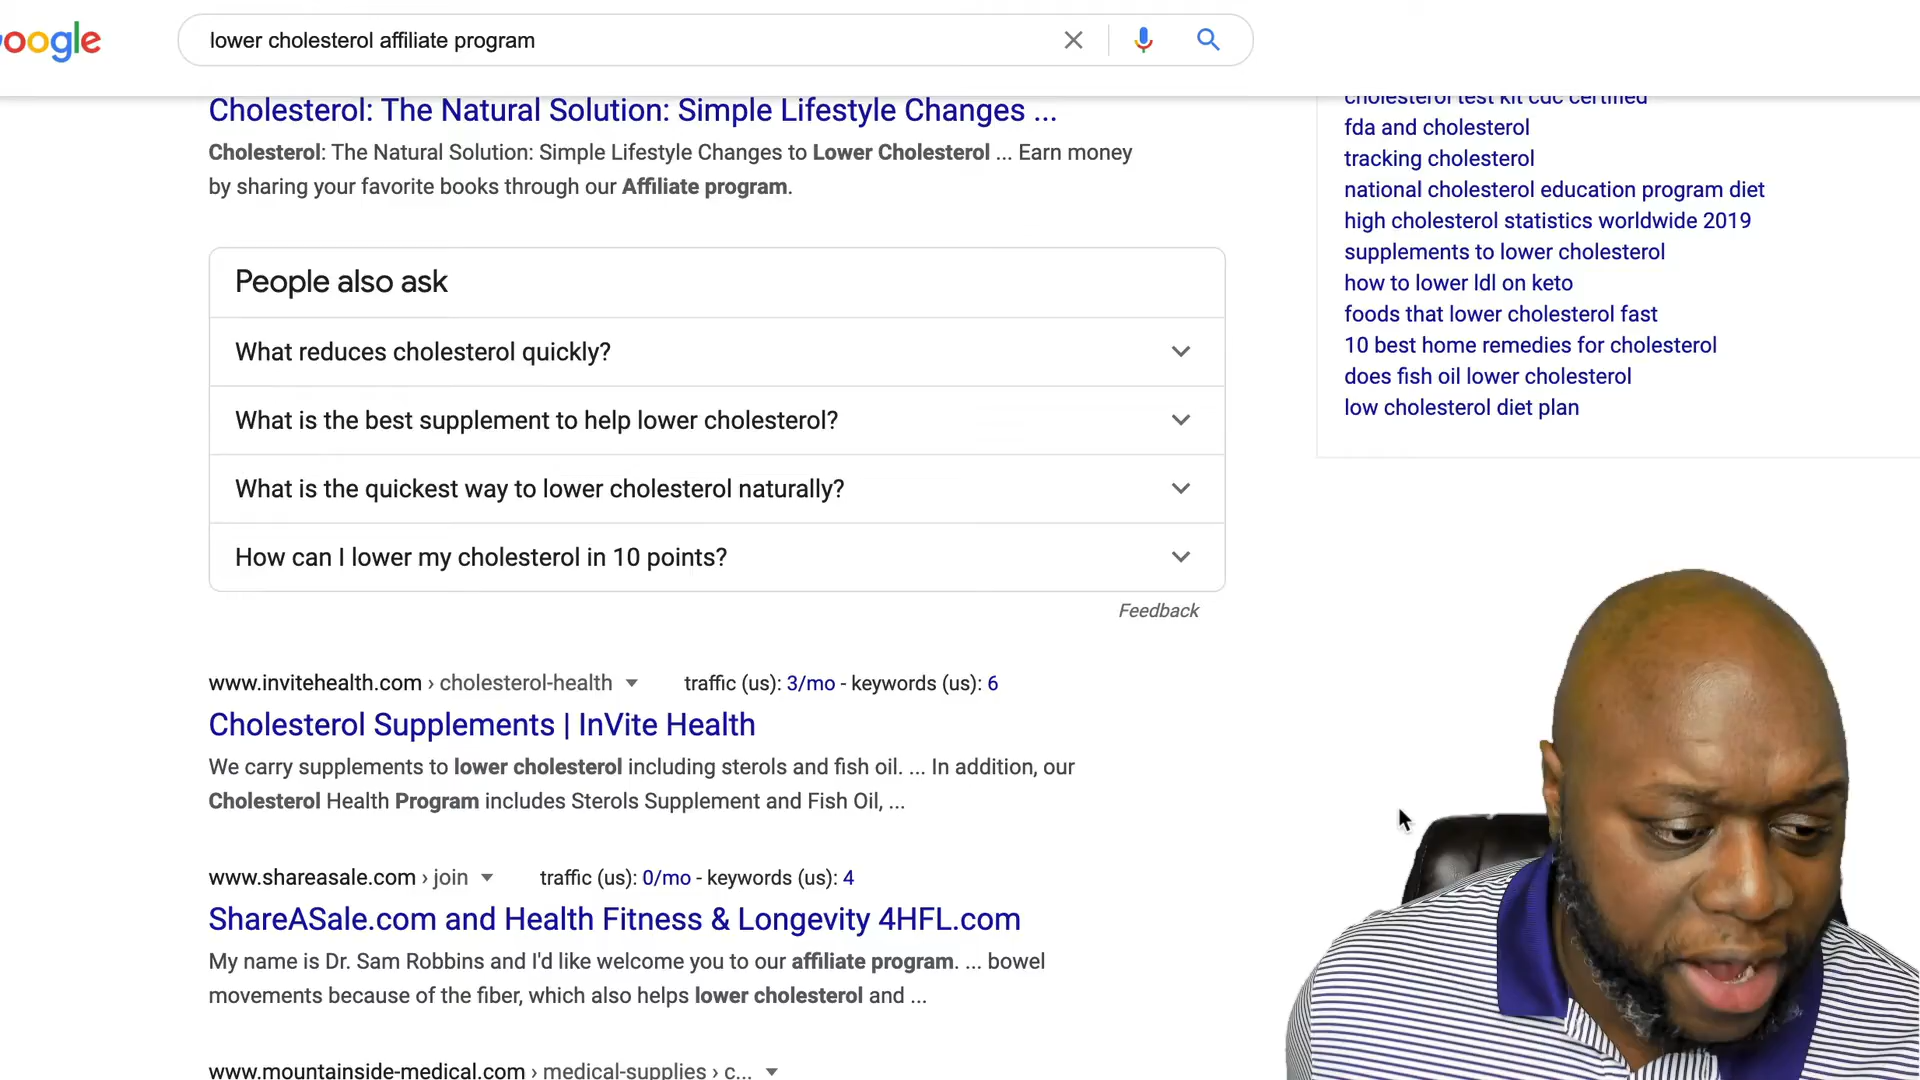 oogle
lower cholesterol affiliate program
Cholesterol: The Natural Solution: Simple Lifestyle Changes ...
Cholesterol: The Natural Solution: Simple Lifestyle Changes to Lower Cholesterol ... Earn money
by sharing your favorite books through our Affiliate program.
People also ask
What reduces cholesterol quickly?
What is the best supplement to help lower cholesterol?
What is the quickest way to lower cholesterol naturally?
How can I lower my cholesterol in 10 points?
Feedback
www.invitehealth.com › cholesterol-health traffic (us): 3/mo - keywords (us): 6
Cholesterol Supplements | InVite Health
We carry supplements to lower cholesterol including sterols and fish oil. ... In addition, our
Cholesterol Health Program includes Sterols Supplement and Fish Oil, ...
www.shareasale.com › join traffic (us): 0/mo - keywords (us): 4
ShareASale.com and Health Fitness & Longevity 4HFL.com
My name is Dr. Sam Robbins and I'd like welcome you to our affiliate program. ... bowel
movements because of the fiber, which also helps lower cholesterol and ...
www.mountainside-medical.com › medical-supplies › c...
cholesterol test kit cdc certified
fda and cholesterol
tracking cholesterol
national cholesterol education program diet
high cholesterol statistics worldwide 2019
supplements to lower cholesterol
how to lower ldl on keto
foods that lower cholesterol fast
10 best home remedies for cholesterol
does fish oil lower cholesterol
low cholesterol diet plan